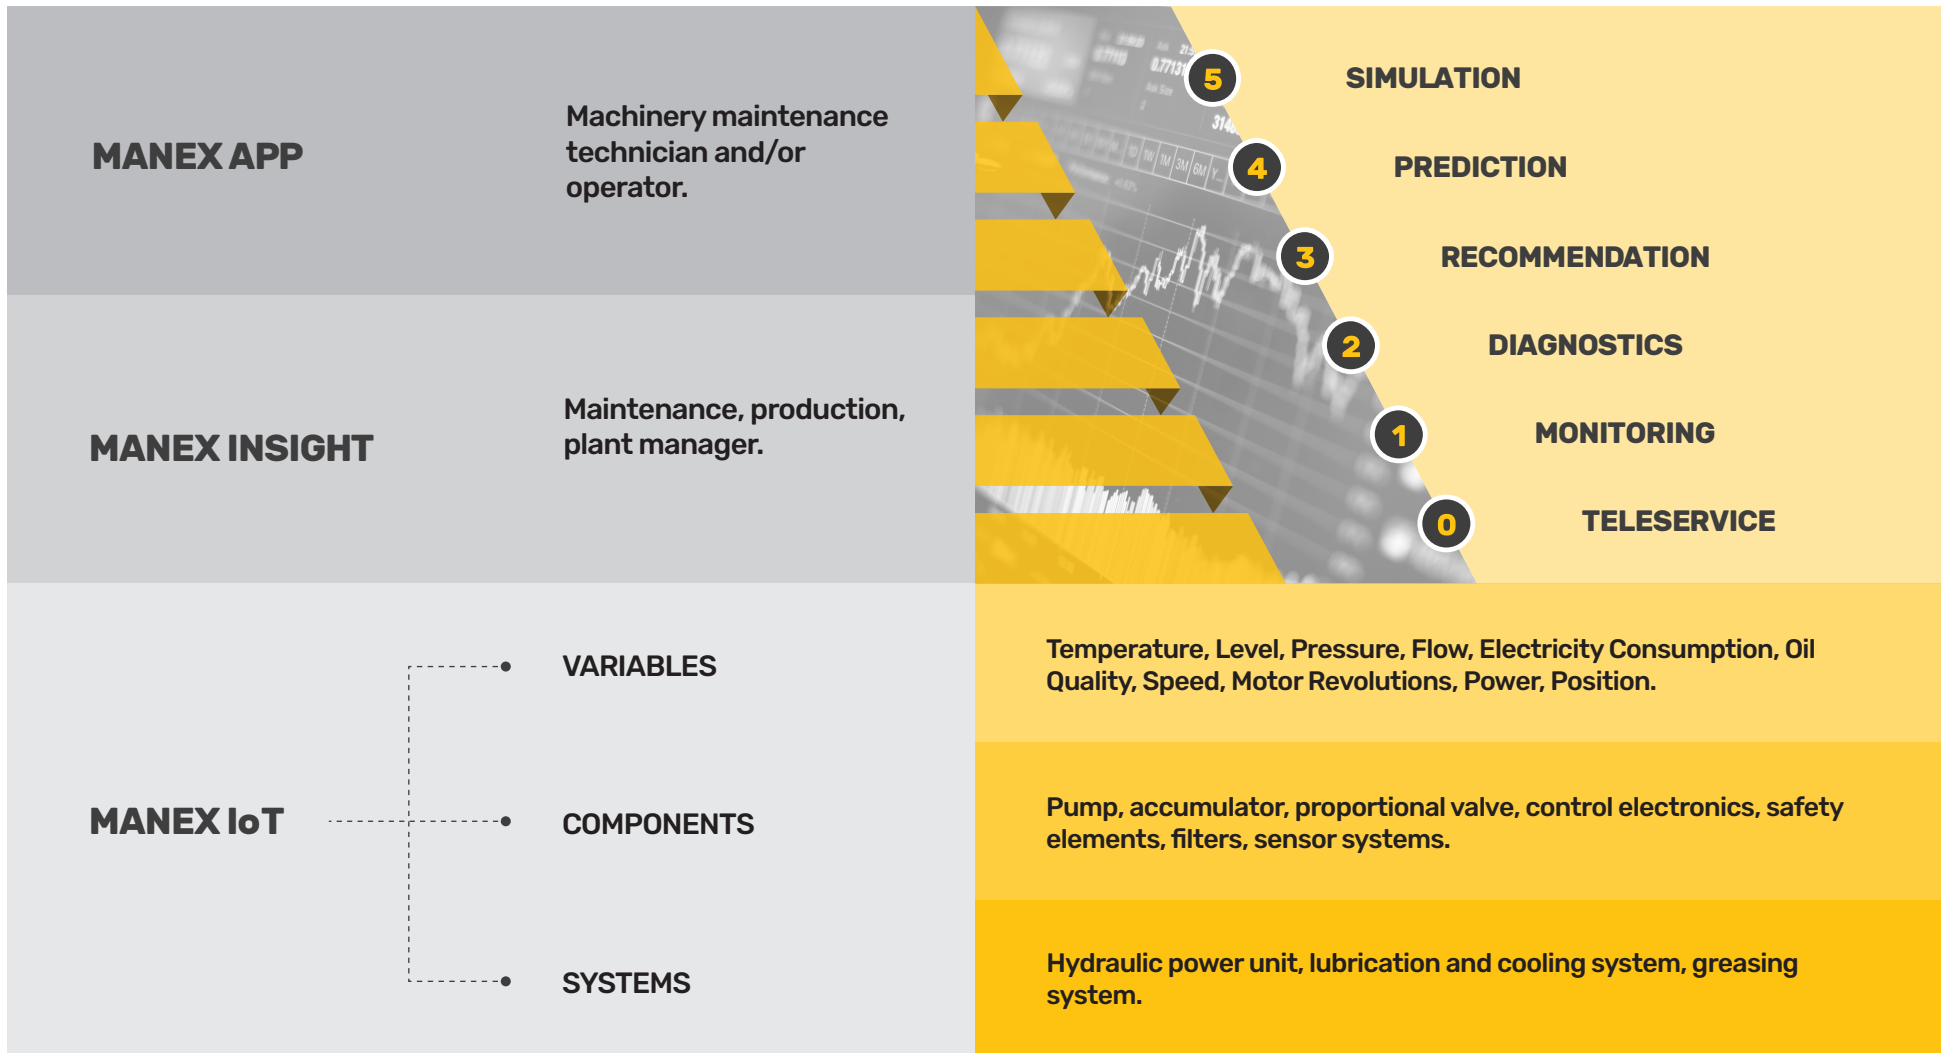 MANEX APP
Machinery maintenance
technician and/or
operator.
5
SIMULATION
4
PREDICTION
3
RECOMMENDATION
2
DIAGNOSTICS
1
MONITORING
0
TELESERVICE
MANEX INSIGHT
Maintenance, production,
plant manager.
MANEX IoT
VARIABLES
Temperature, Level, Pressure, Flow, Electricity Consumption, Oil
Quality, Speed, Motor Revolutions, Power, Position.
COMPONENTS
Pump, accumulator, proportional valve, control electronics, safety
elements, filters, sensor systems.
SYSTEMS
Hydraulic power unit, lubrication and cooling system, greasing
system.